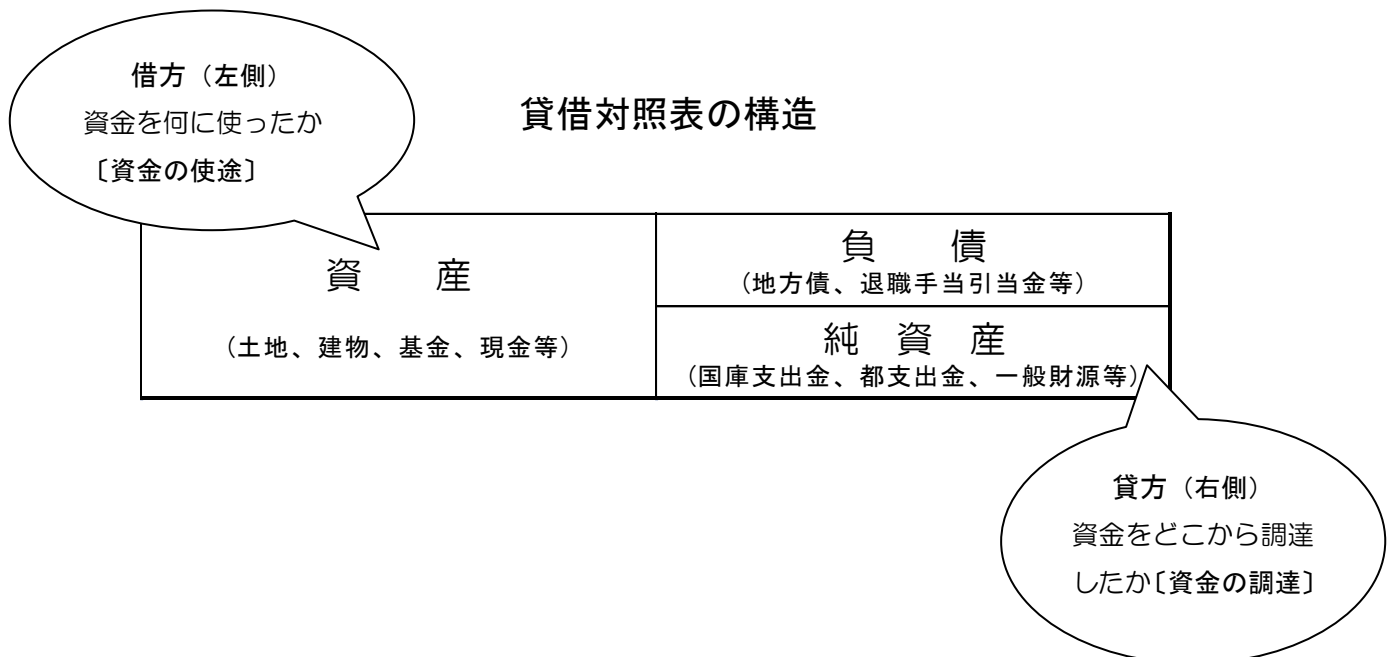 借方（左側）
資金を何に使ったか
〔資金の使途〕
貸借対照表の構造
資　産
（土地、建物、基金、現金等）
負　債
（地方債、退職手当引当金等）
純 資 産
（国庫支出金、都支出金、一般財源等）
貸方（右側）
資金をどこから調達
したか〔資金の調達〕